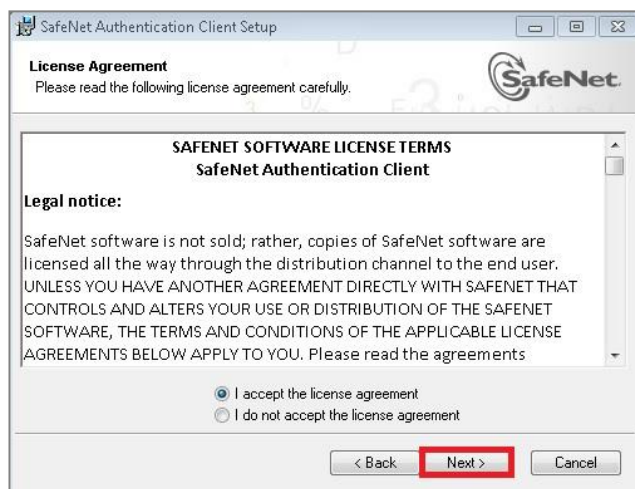 SafeNet Authentication Client Setup
License Agreement
Please read the following license agreement carefully.
SafeNet.
SAFENET SOFTWARE LICENSE TERMS
SafeNet Authentication Client
Legal notice:
SafeNet software is not sold; rather, copies of SafeNet software are
licensed all the way through the distribution channel to the end user.
UNLESS YOU HAVE ANOTHER AGREEMENT DIRECTLY WITH SAFENET THAT
CONTROLS AND ALTERS YOUR USE OR DISTRIBUTION OF THE SAFENET
SOFTWARE, THE TERMS AND CONDITIONS OF THE APPLICABLE LICENSE
AGREEMENTS BELOW APPLY TO YOU. Please read the agreements
I accept the license agreement
I do not accept the license agreement
< Back Next > Cancel